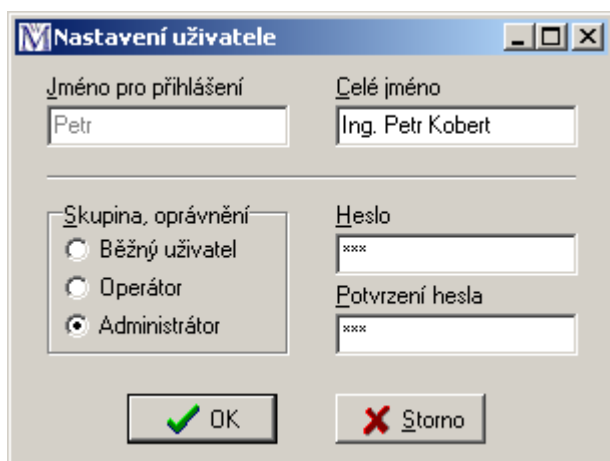 Nastavení uživatele
Jméno pro přihlášení
Petr
Celé jméno
Ing. Petr Kobert
Skupina, oprávnění
Běžný uživatel
Operátor
Administrátor
Heslo
***
Potvrzení hesla
***
OK
Storno